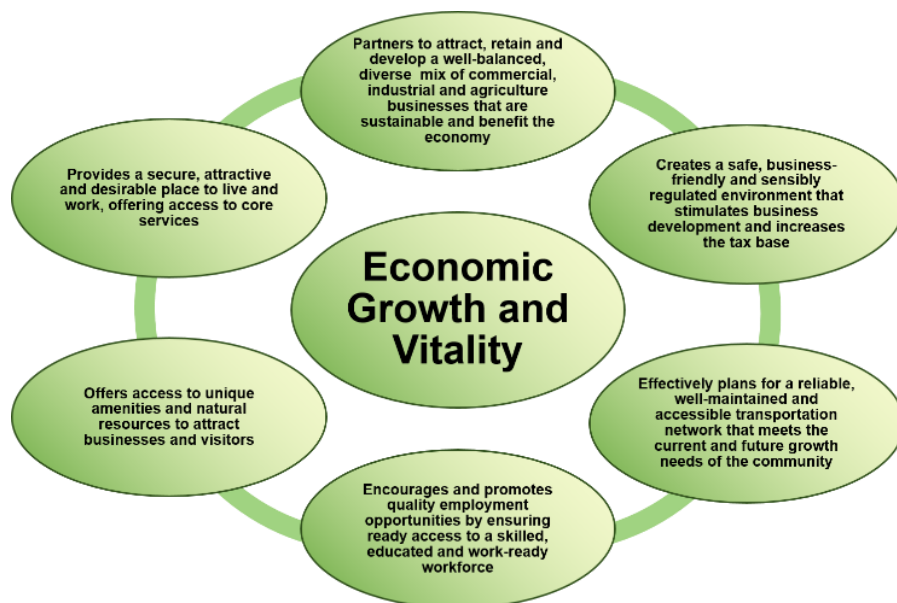 Partners to attract, retain and
develop a well-balanced,
diverse mix of commercial,
industrial and agriculture
businesses that are
sustainable and benefit the
economy
Creates a safe, business-
friendly and sensibly
regulated environment that
stimulates business
development and increases
the tax base
Effectively plans for a reliable,
well-maintained and
accessible transportation
network that meets the
current and future growth
needs of the community
Encourages and promotes
quality employment
opportunities by ensuring
ready access to a skilled,
educated and work-ready
workforce
Offers access to unique
amenities and natural
resources to attract
businesses and visitors
Provides a secure, attractive
and desirable place to live and
work, offering access to core
services
Economic
Growth and
Vitality